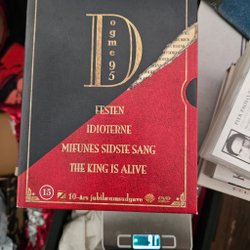 Dogme 95
FESTEN
IDIOTERNE
MIFUNES SIDSTE SANG
THE KING IS ALIVE
15 10-års jubilæumsudgave DVD